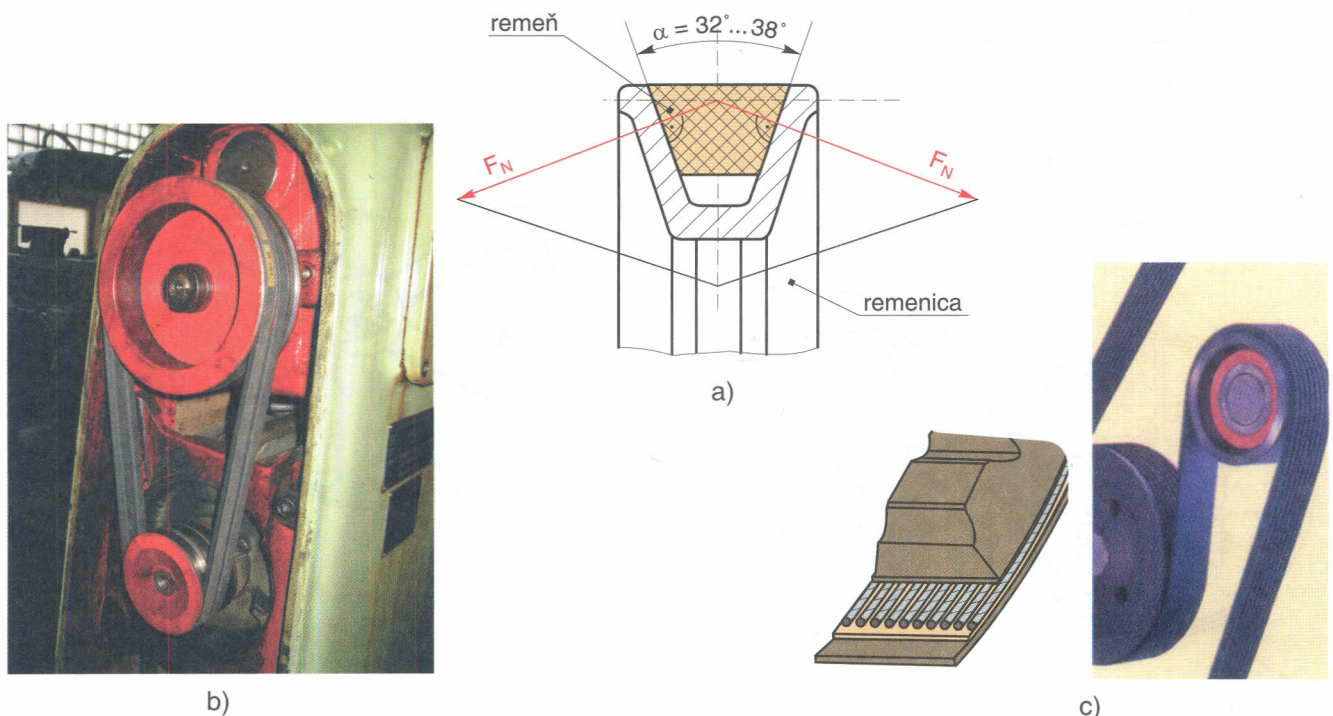 remeň
α = 32°...38°
F_N
F_N
remenica
a)
b)
c)